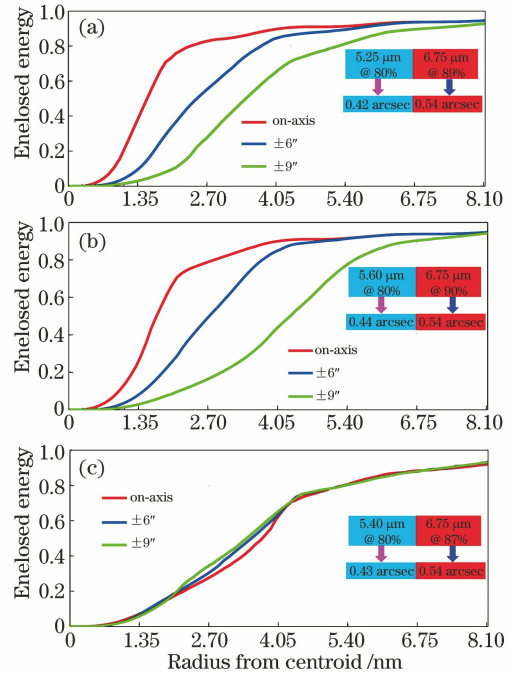 1.0
(a)
0.8
5.25 μm
@ 80%
6.75 μm
@ 89%
0.6
0.42 arcsec
0.54 arcsec
0.4
on-axis
±6″
0.2
±9″
0
0 1.35 2.70 4.05 5.40 6.75 8.10
Enelosed energy
1.0
(b)
0.8
5.60 μm
@ 80%
6.75 μm
@ 90%
0.6
0.44 arcsec
0.54 arcsec
0.4
on-axis
±6″
0.2
±9″
0
0 1.35 2.70 4.05 5.40 6.75 8.10
Enelosed energy
1.0
(c)
0.8
on-axis
±6″
±9″
0.6
5.40 μm
@ 80%
6.75 μm
@ 87%
0.4
0.43 arcsec
0.54 arcsec
0.2
0
0 1.35 2.70 4.05 5.40 6.75 8.10
Enelosed energy
Radius from centroid /nm